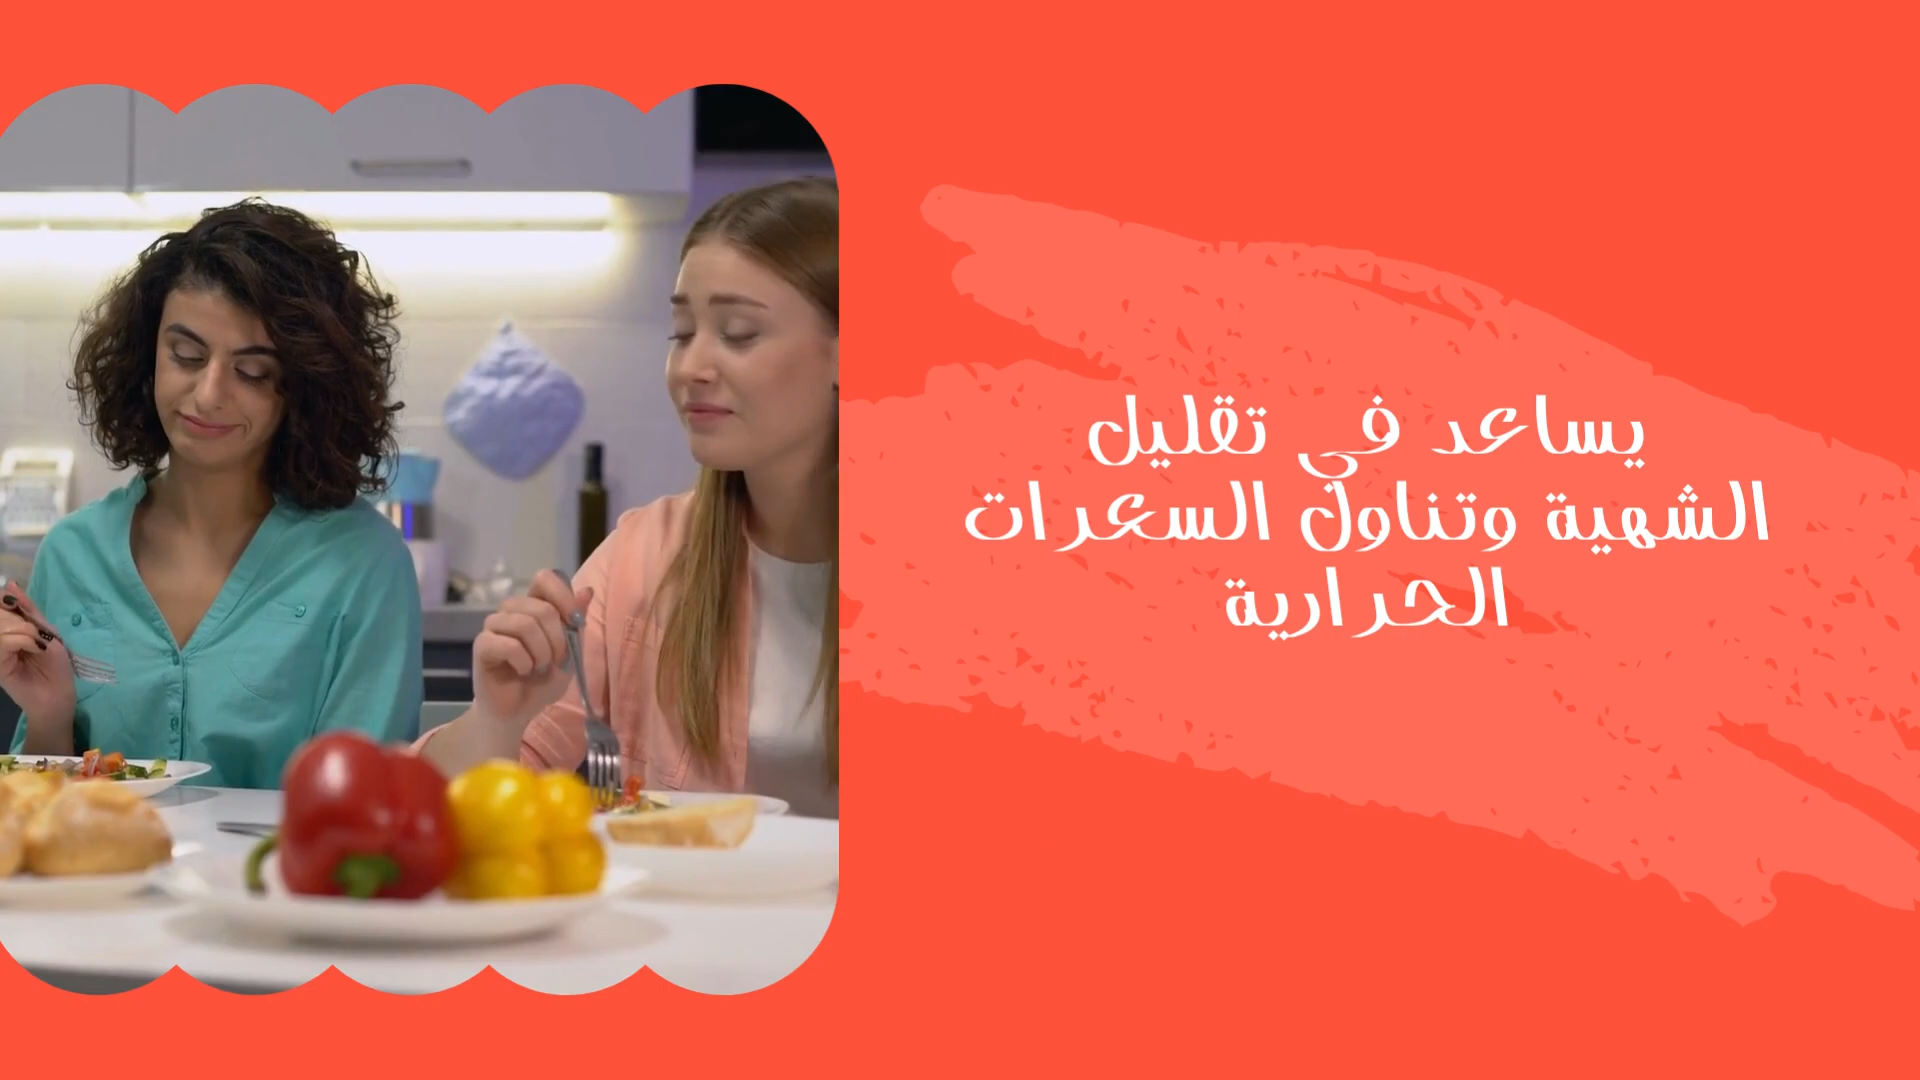 يساعد في تقليل
الشهية وتناول السعرات
الحرارية